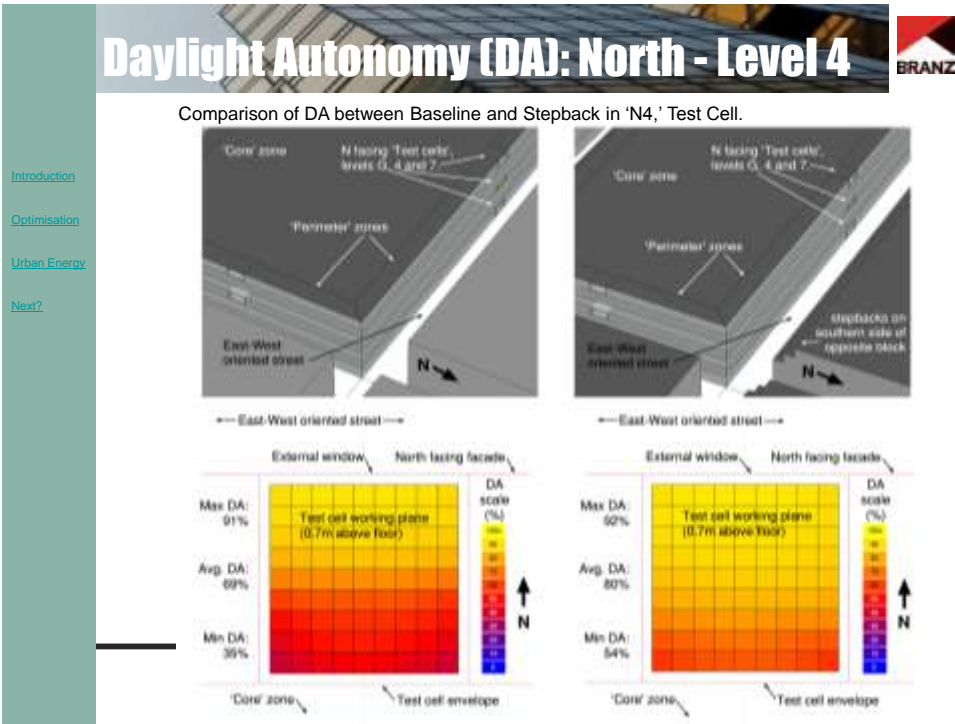 Daylight Autonomy (DA): North - Level 4
BRANZ
Comparison of DA between Baseline and Stepback in ‘N4,’ Test Cell.
Introduction
Optimisation
Urban Energy
Next?
'Core' zone
N facing 'Test cells',
levels G, 4 and 7.
'Perimeter' zones
East-West
oriented street
N
'Core' zone
N facing 'Test cells',
levels G, 4 and 7.
'Perimeter' zones
East-West
oriented street
stepbacks on
southern side of
opposite block
N
East-West oriented street
External window
North facing facade
Max DA:
91%
Avg. DA:
69%
Min DA:
35%
Test cell working plane
(0.7m above floor)
DA
scale
(%)
N
'Core' zone
Test cell envelope
East-West oriented street
External window
North facing facade
Max DA:
92%
Avg. DA:
80%
Min DA:
54%
Test cell working plane
(0.7m above floor)
DA
scale
(%)
N
'Core' zone
Test cell envelope